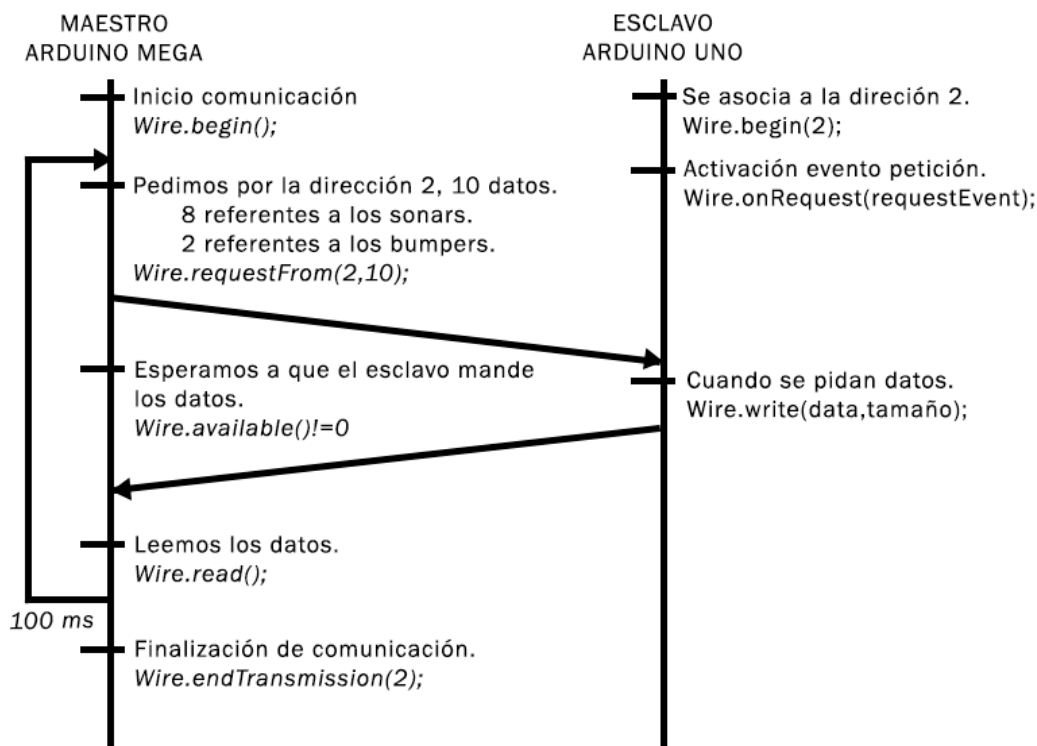 MAESTRO
ARDUINO MEGA
Inicio comunicación
Wire.begin();
Pedimos por la dirección 2, 10 datos.
8 referentes a los sonars.
2 referentes a los bumpers.
Wire.requestFrom(2,10);
Esperamos a que el esclavo mande
los datos.
Wire.available()!=0
Leemos los datos.
Wire.read();
100 ms
Finalización de comunicación.
Wire.endTransmission(2);
ESCLAVO
ARDUINO UNO
Se asocia a la direción 2.
Wire.begin(2);
Activación evento petición.
Wire.onRequest(requestEvent);
Cuando se pidan datos.
Wire.write(data,tamaño);